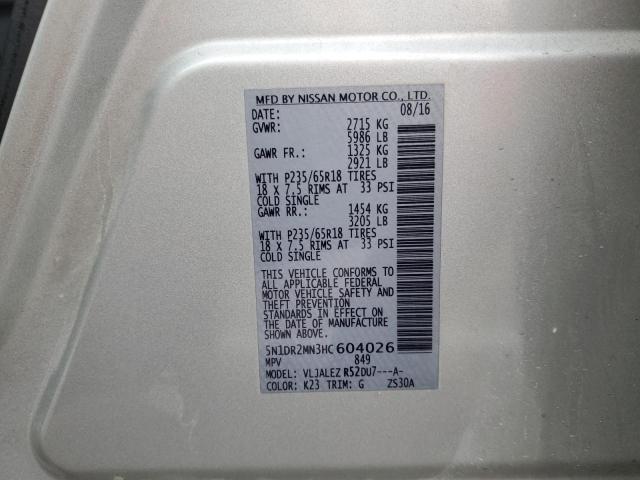 MFD BY NISSAN MOTOR CO., LTD.
DATE: 08/16
GVWR: 2715 KG
5986 LB
GAWR FR.: 1325 KG
2921 LB
WITH P235/65R18 TIRES
18 X 7.5 RIMS AT 33 PSI
COLD SINGLE
GAWR RR.: 1454 KG
3205 LB
WITH P235/65R18 TIRES
18 X 7.5 RIMS AT 33 PSI
COLD SINGLE
THIS VEHICLE CONFORMS TO
ALL APPLICABLE FEDERAL
MOTOR VEHICLE SAFETY AND
THEFT PREVENTION
STANDARDS IN EFFECT ON
THE DATE OF MANUFACTURE
SHOWN ABOVE.
5N1DR2MN3HC604026
MPV 849
MODEL: VLJALEZ R52DU7---A-
COLOR: K23 TRIM: G ZS30A